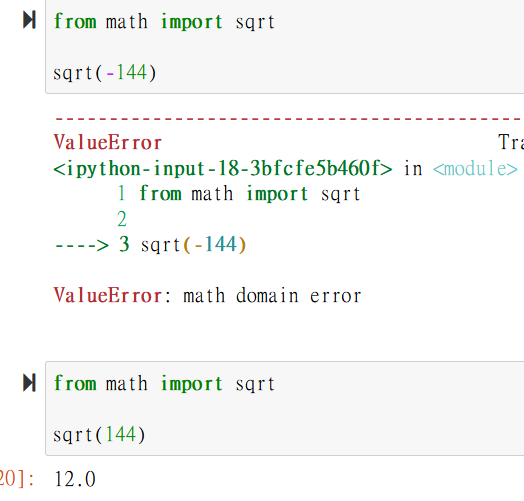 from math import sqrt
sqrt(-144)
---------------------------------------------
ValueError Tra
<ipython-input-18-3bfcfe5b460f> in <module>
1 from math import sqrt
2
----> 3 sqrt(-144)
ValueError: math domain error
from math import sqrt
sqrt(144)
20]: 12.0